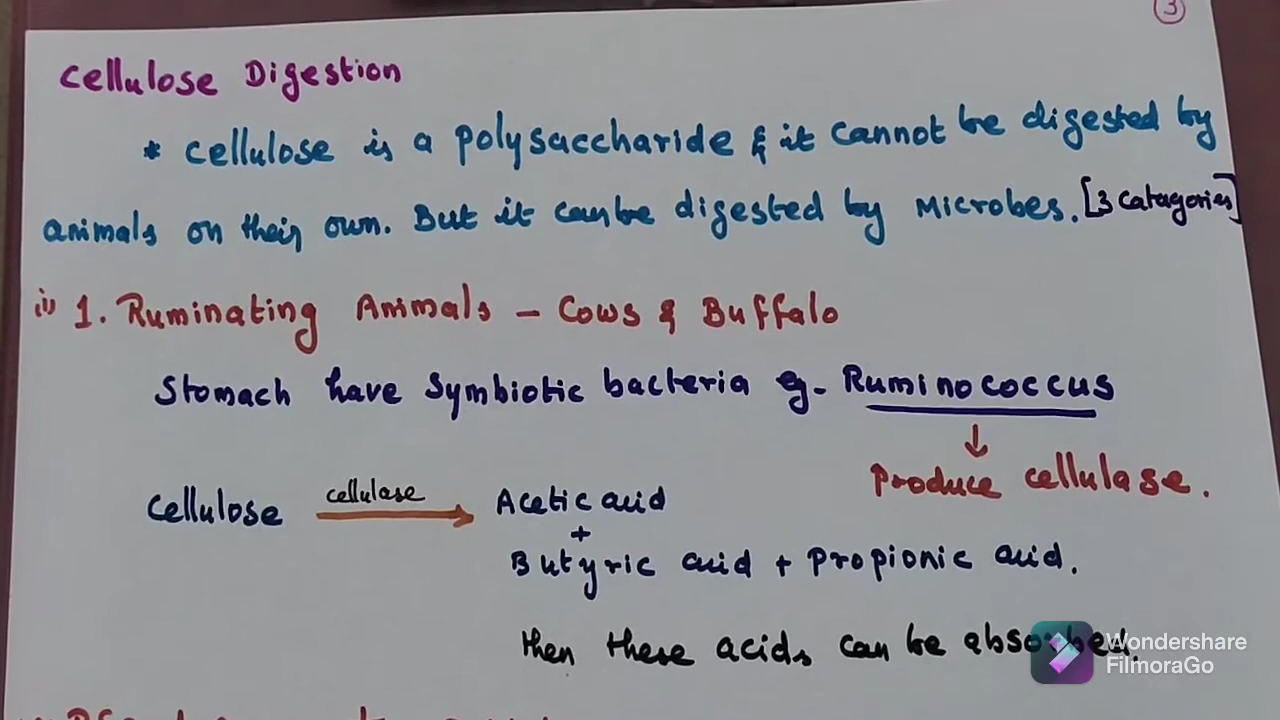 3
Cellulose Digestion
* Cellulose is a polysaccharide & it cannot be digested by
animals on their own. But it can be digested by Microbes. [3 catagories]
i) 1. Ruminating Animals - Cows & Buffalo
Stomach have symbiotic bacteria eg- Ruminococcus
↓
Produce cellulase.
Cellulose cellulase → Acetic acid
+
Butyric acid + Propionic acid.
then these acids can be absorbed.
Wondershare
FilmoraGo